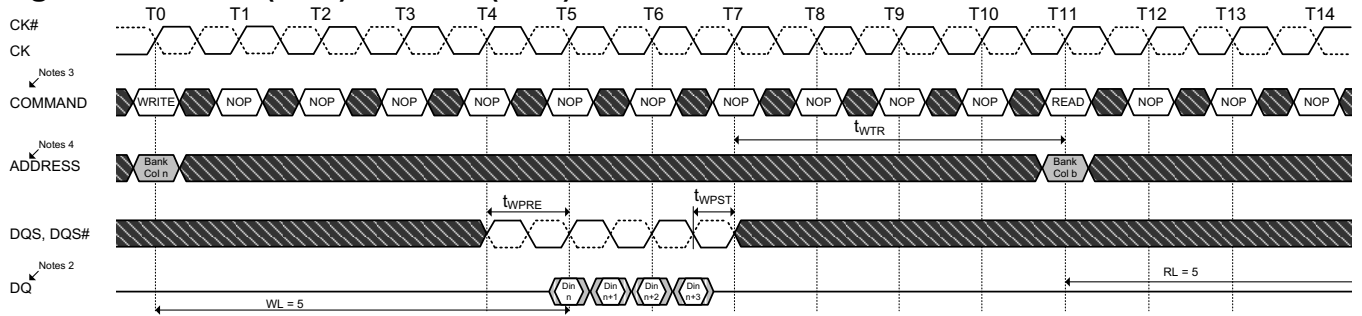 T0 T1 T2 T3 T4 T5 T6 T7 T8 T9 T10 T11 T12 T13 T14
CK#
CK
Notes 3
COMMAND WRITE NOP NOP NOP NOP NOP NOP NOP NOP NOP NOP READ NOP NOP NOP
tWTR
Notes 4
ADDRESS Bank Col n Bank Col b
tWPRE tWPST
DQS, DQS#
Notes 2
DQ Din n Din n+1 Din n+2 Din n+3
WL = 5 RL = 5